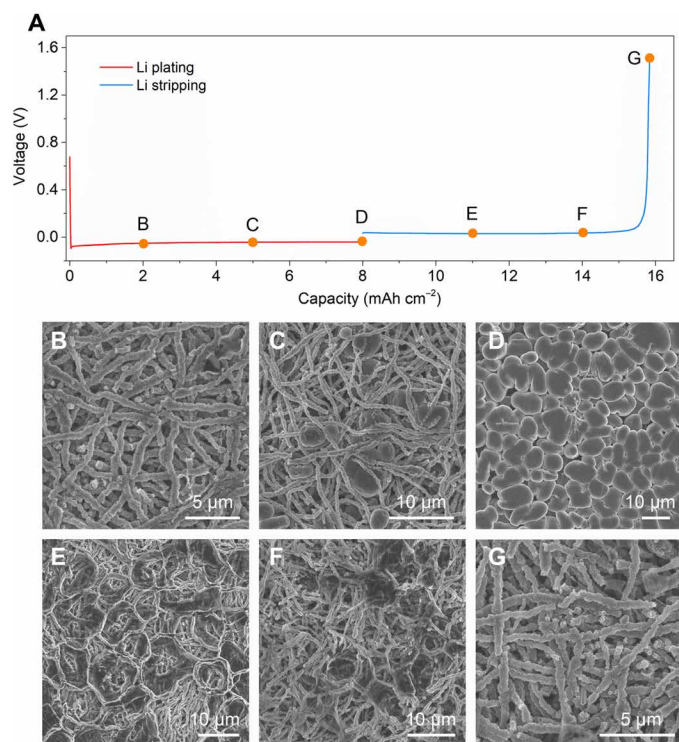 A
1.6
1.2
0.8
0.4
0.0
Voltage (V)
Li plating
Li stripping
B
C
D
E
F
G
0 2 4 6 8 10 12 14 16
Capacity (mAh cm⁻²)
B
5 μm
C
10 μm
D
10 μm
E
10 μm
F
10 μm
G
5 μm